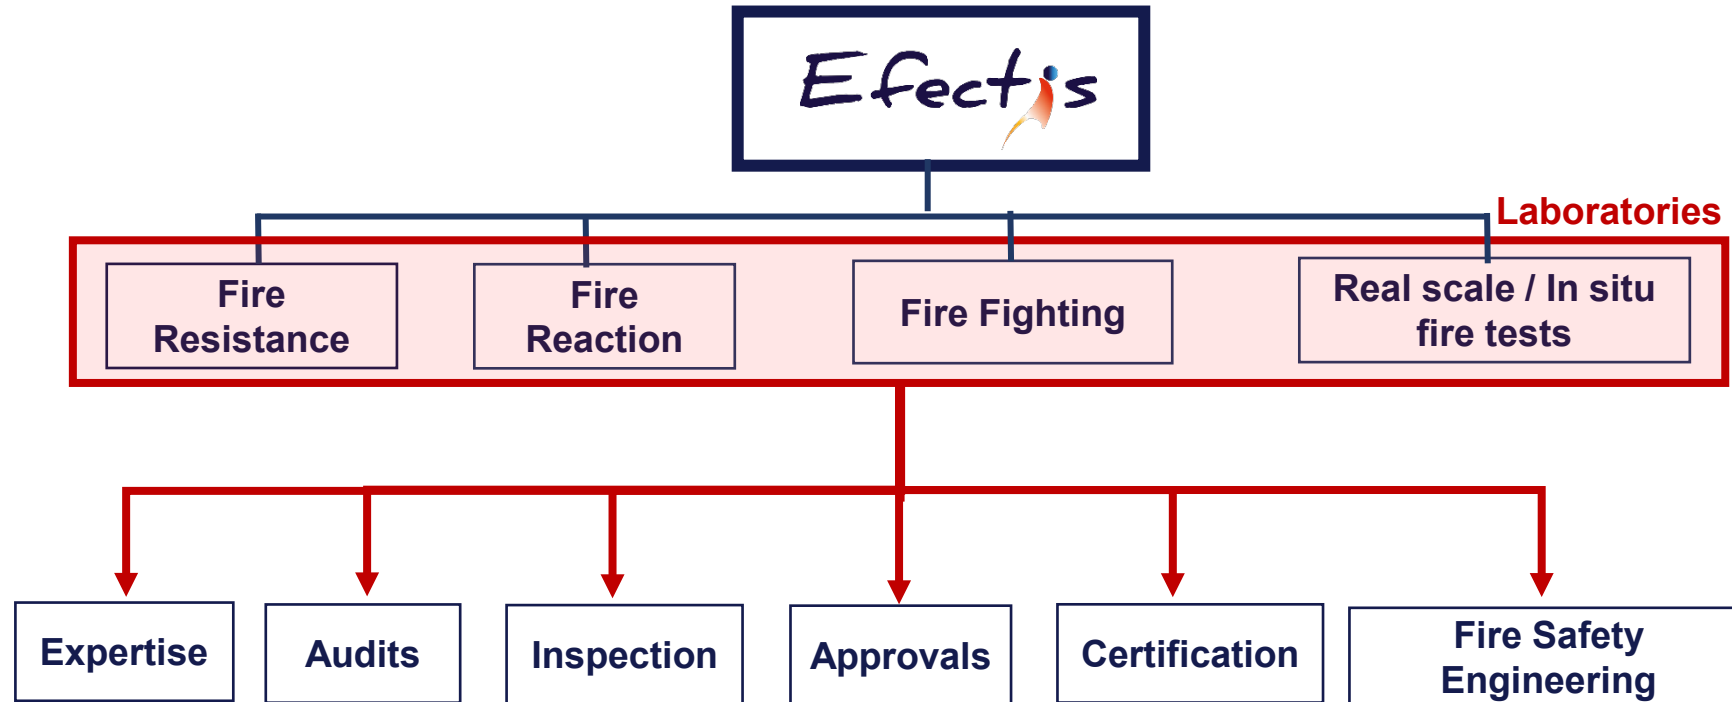 Efectis
Laboratories
Fire
Resistance
Fire
Reaction
Fire Fighting
Real scale / In situ
fire tests
Expertise
Audits
Inspection
Approvals
Certification
Fire Safety
Engineering